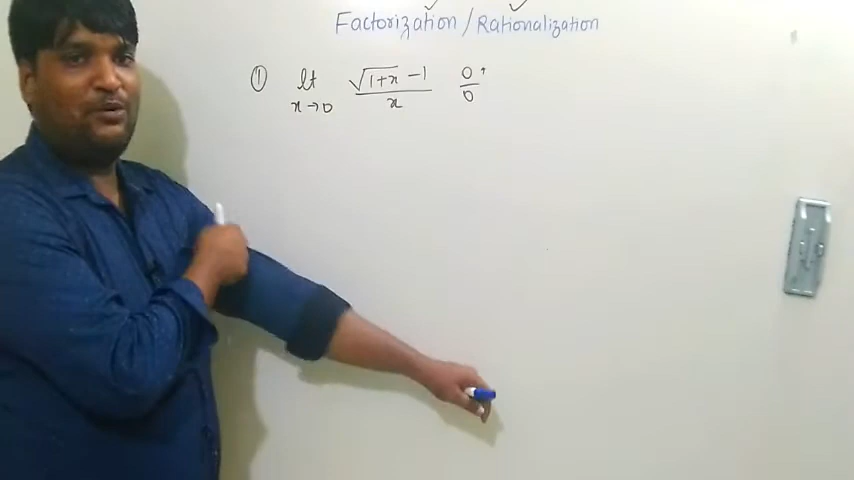 Factorization / Rationalization
① lt x→0 √(1+x) -1 / x 0/0